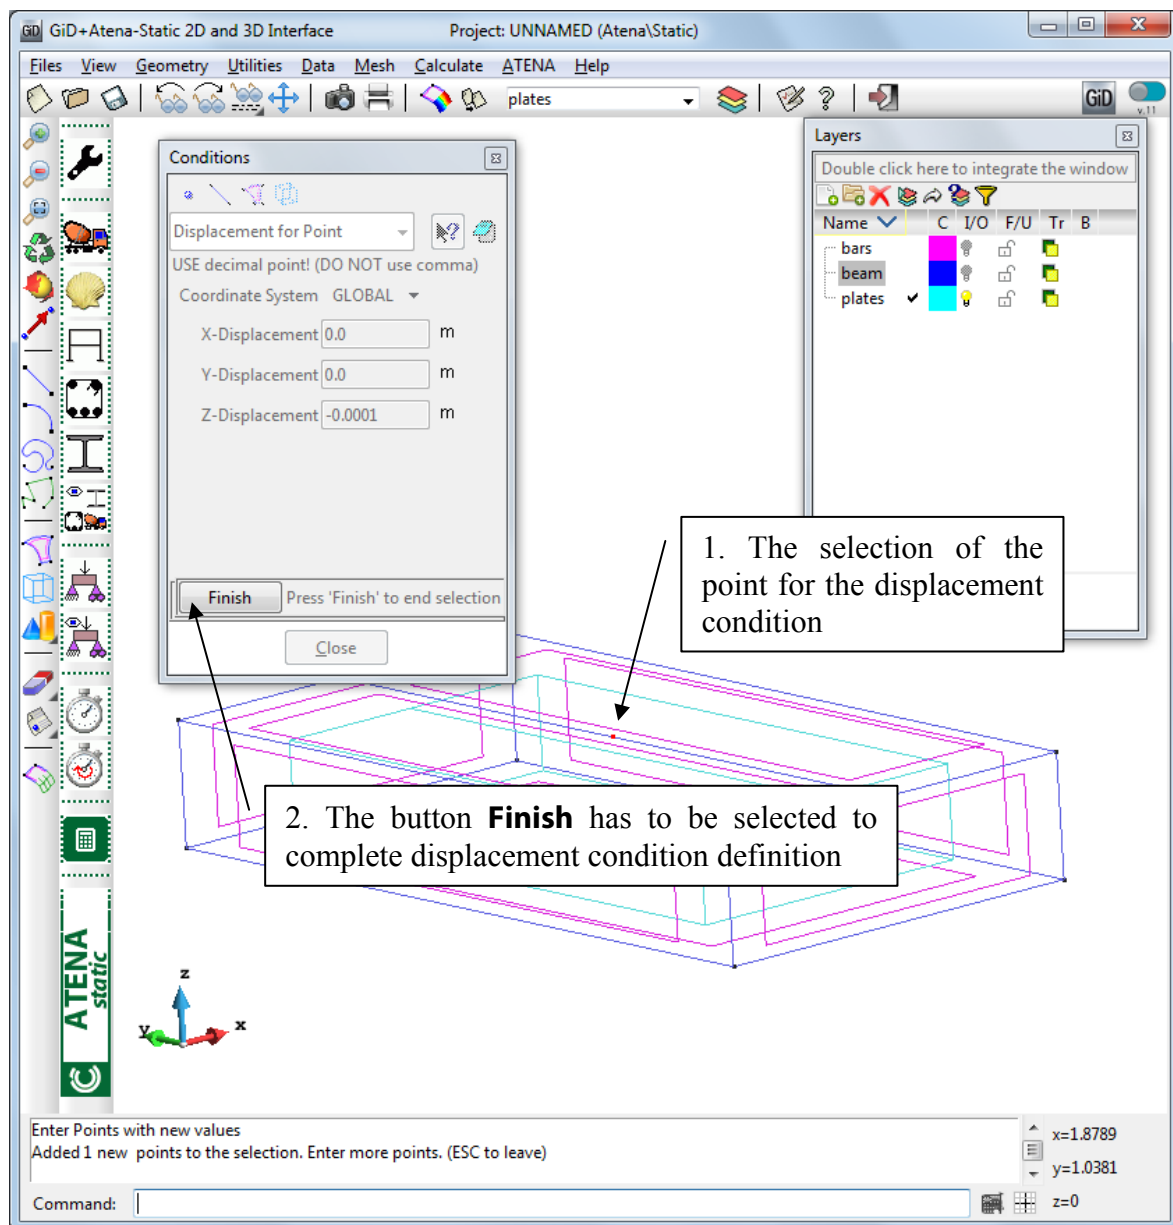 GiD GiD+Atena-Static 2D and 3D Interface Project: UNNAMED (Atena\Static)
Files View Geometry Utilities Data Mesh Calculate ATENA Help
plates
GiD
v.11
Conditions
Displacement for Point
USE decimal point! (DO NOT use comma)
Coordinate System GLOBAL
X-Displacement 0.0 m
Y-Displacement 0.0 m
Z-Displacement -0.0001 m
Finish Press 'Finish' to end selection
Close
Layers
Double click here to integrate the window
Name C I/O F/U Tr B
bars
beam
plates
1. The selection of the
point for the displacement
condition
2. The button Finish has to be selected to
complete displacement condition definition
ATENA
static
z
y
x
Enter Points with new values
Added 1 new points to the selection. Enter more points. (ESC to leave)
Command:
x=1.8789
y=1.0381
z=0